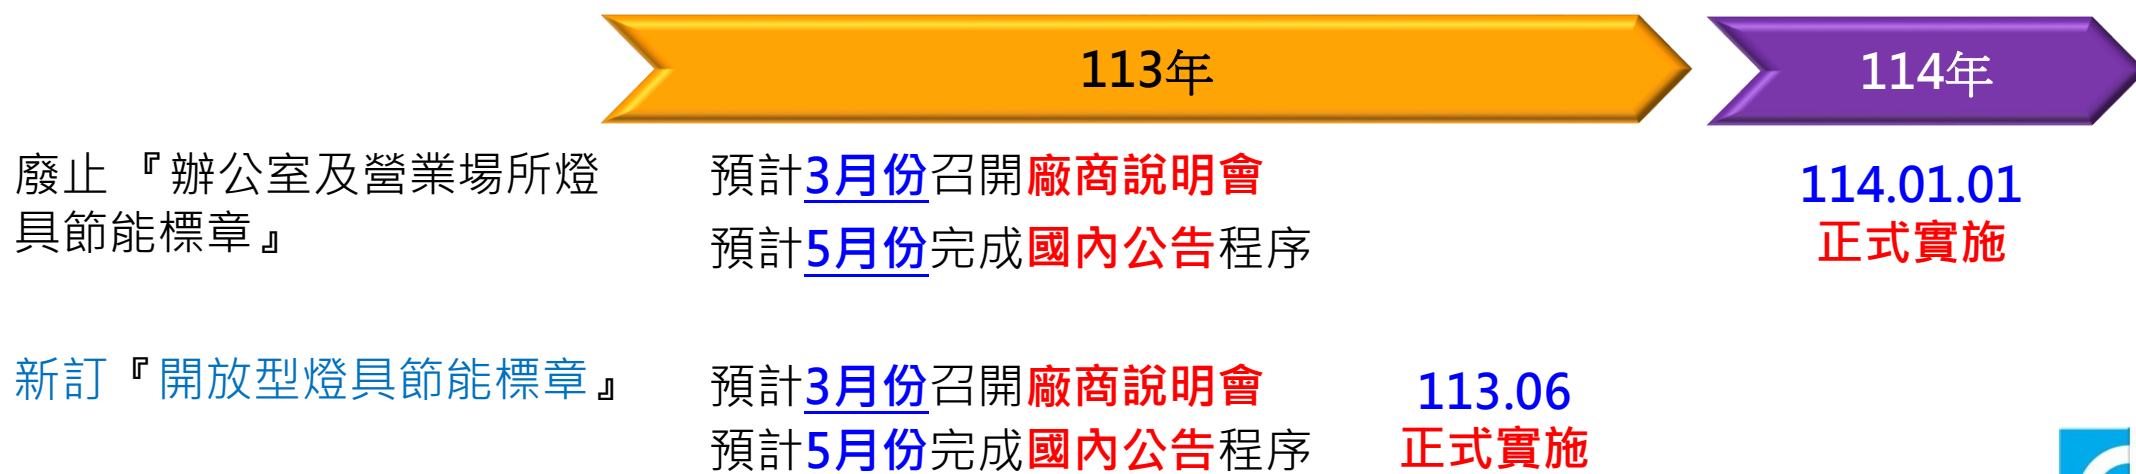 113年
114年
廢止 『辦公室及營業場所燈
具節能標章』
預計3月份召開廠商說明會
預計5月份完成國內公告程序
114.01.01
正式實施
新訂『開放型燈具節能標章』
預計3月份召開廠商說明會
預計5月份完成國內公告程序
113.06
正式實施